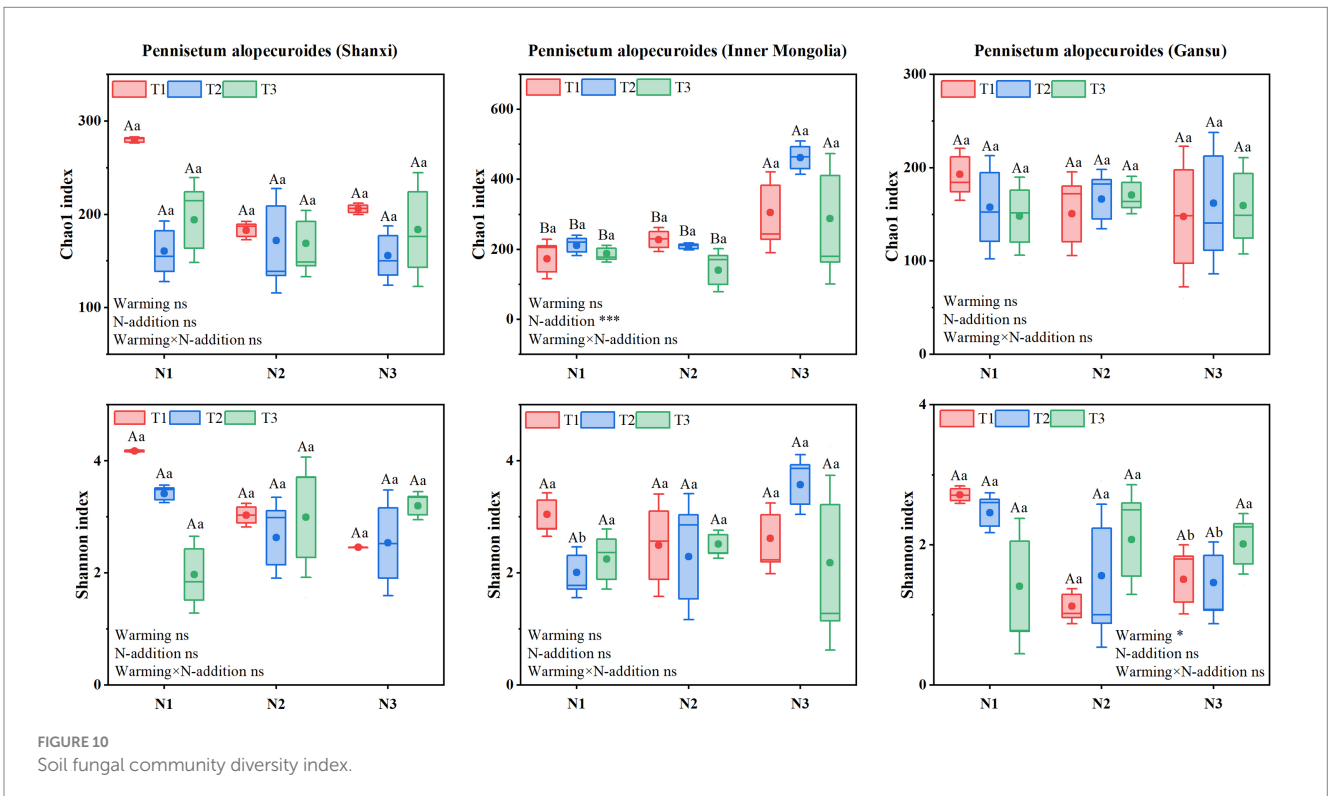 Pennisetum alopecuroides (Shanxi)
T1 T2 T3
Chao1 index
300
200
100
Aa Aa Aa Aa Aa Aa Aa Aa Aa
Warming ns
N-addition ns
Warming×N-addition ns
N1 N2 N3
Pennisetum alopecuroides (Inner Mongolia)
T1 T2 T3
Chao1 index
600
400
200
0
Ba Ba Ba Ba Ba Ba Aa Aa Aa
Warming ns
N-addition ***
Warming×N-addition ns
N1 N2 N3
Pennisetum alopecuroides (Gansu)
T1 T2 T3
Chao1 index
300
200
100
0
Aa Aa Aa Aa Aa Aa Aa Aa Aa
Warming ns
N-addition ns
Warming×N-addition ns
N1 N2 N3
T1 T2 T3
Shannon index
4
2
0
Aa Aa Aa Aa Aa Aa Aa Aa Aa
Warming ns
N-addition ns
Warming×N-addition ns
N1 N2 N3
T1 T2 T3
Shannon index
4
2
0
Aa Ab Aa Aa Aa Aa Aa Aa Aa
Warming ns
N-addition ns
Warming×N-addition ns
N1 N2 N3
T1 T2 T3
Shannon index
4
2
0
Aa Aa Aa Aa Aa Aa Ab Ab Aa
Warming *
N-addition ns
Warming×N-addition ns
N1 N2 N3
FIGURE 10
Soil fungal community diversity index.